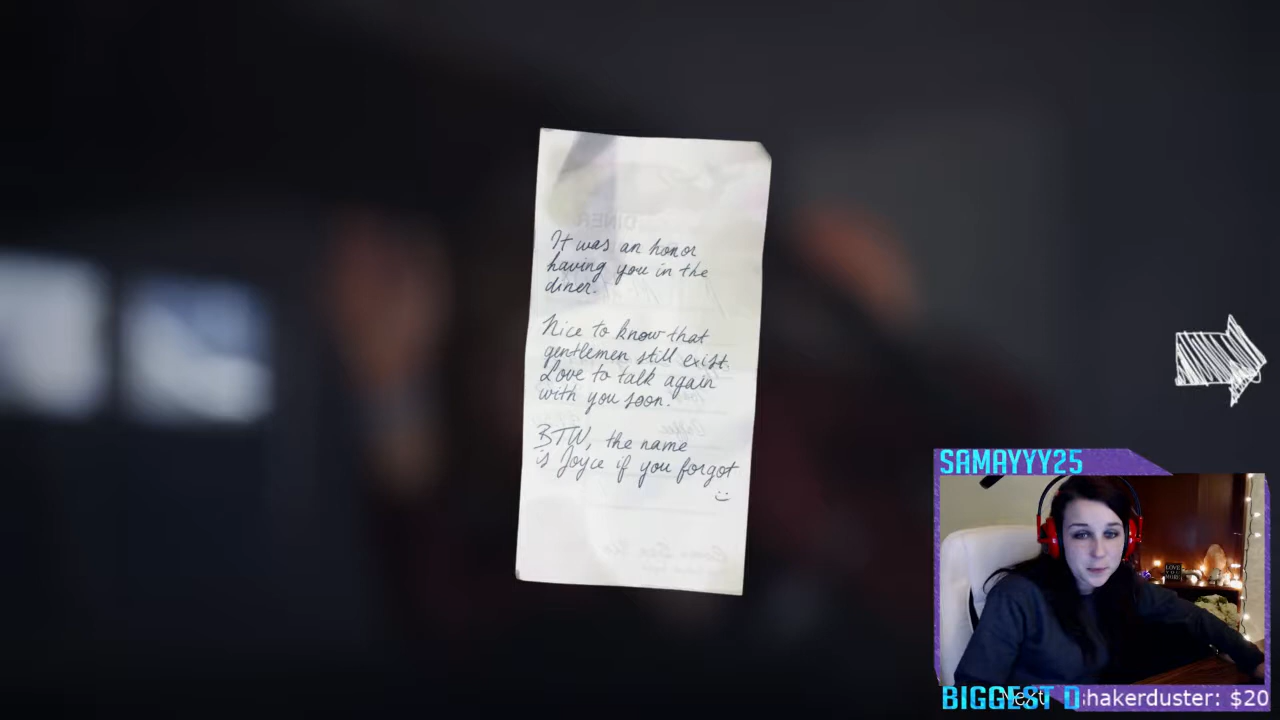 It was an honor
having you in the
diner.
Nice to know that
gentlemen still exist.
Love to talk again
with you soon.
BTW, the name
is Joyce if you forgot
:)
SAMAYYY25
BIGGEST D
hakerduster: $20